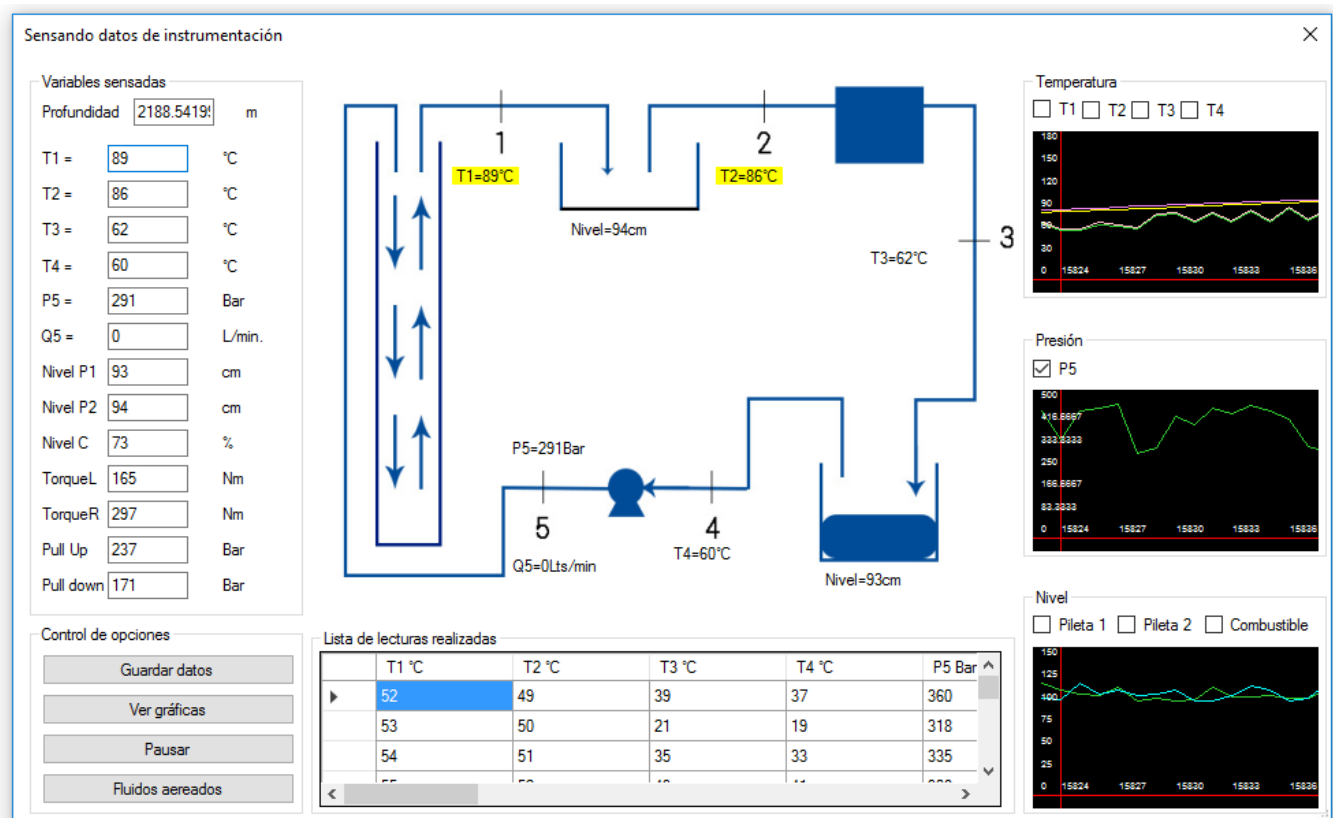 Sensando datos de instrumentación
Variables sensadas
Profundidad 2188.5419 m
T1 = 89 °C
T2 = 86 °C
T3 = 62 °C
T4 = 60 °C
P5 = 291 Bar
Q5 = 0 L/min.
Nivel P1 93 cm
Nivel P2 94 cm
Nivel C 73 %
TorqueL 165 Nm
TorqueR 297 Nm
Pull Up 237 Bar
Pull down 171 Bar
Control de opciones
Guardar datos
Ver gráficas
Pausar
Fluidos aereados
1
T1=89°C
Nivel=94cm
2
T2=86°C
3
T3=62°C
P5=291Bar
5
Q5=0Lts/min
4
T4=60°C
Nivel=93cm
Lista de lecturas realizadas
T1 °C T2 °C T3 °C T4 °C P5 Bar
52 49 39 37 360
53 50 21 19 318
54 51 35 33 335
Temperatura
T1 T2 T3 T4
180
150
120
90
60
30
0 15824 15827 15830 15833 15836
Presión
P5
500
416.6667
333.3333
250
166.6667
83.3333
0 15824 15827 15830 15833 15836
Nivel
Pileta 1 Pileta 2 Combustible
150
125
100
75
50
25
0 15824 15827 15830 15833 15836